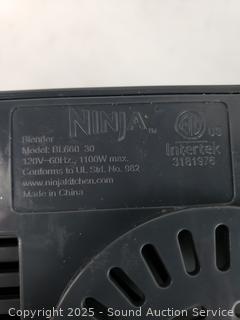 NINJA™
Blender
Model: BL660 30
120V~60Hz., 1100W max.
Conforms to UL Std. No. 982
www.ninjakitchen.com
Made in China
US
Intertek
3181976
Copyright 2025 - Sound Auction Service